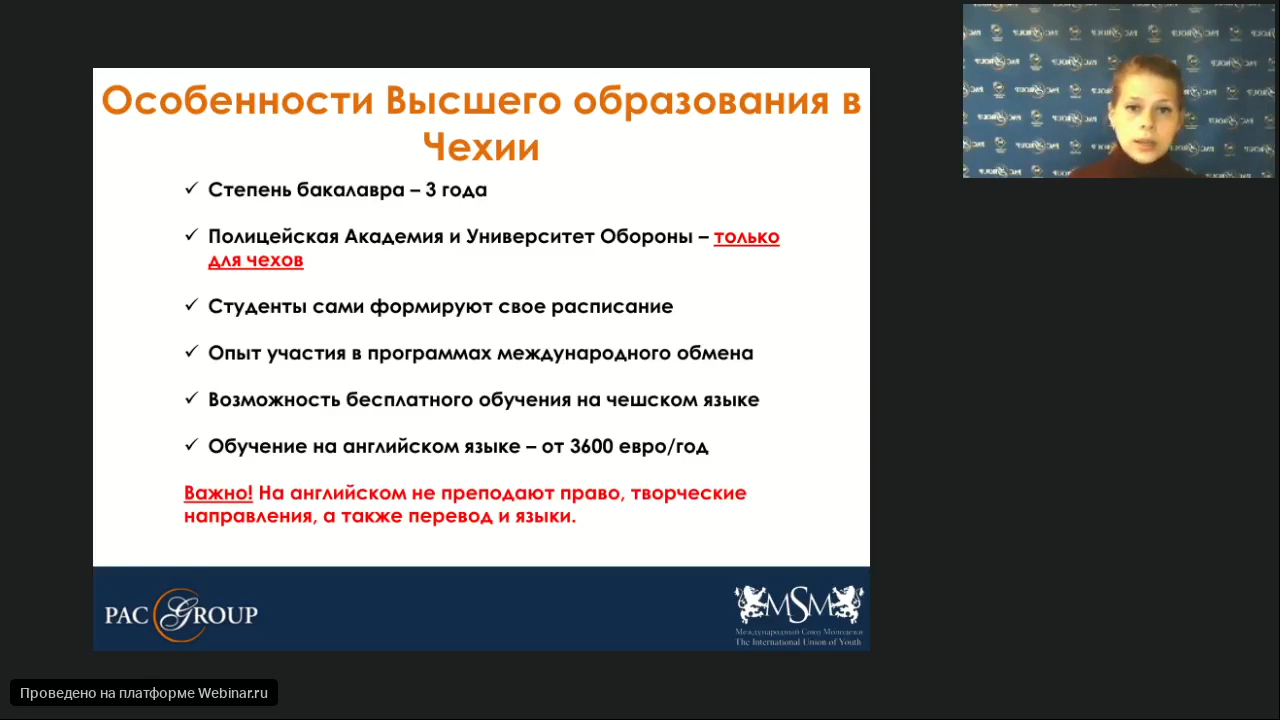 Особенности Высшего образования в
Чехии
Степень бакалавра – 3 года
Полицейская Академия и Университет Обороны – только
для чехов
Студенты сами формируют свое расписание
Опыт участия в программах международного обмена
Возможность бесплатного обучения на чешском языке
Обучение на английском языке – от 3600 евро/год
Важно! На английском не преподают право, творческие
направления, а также перевод и языки.
PAC GROUP
MSM
Международный Союз Молодежи
The International Union of Youth
Проведено на платформе Webinar.ru